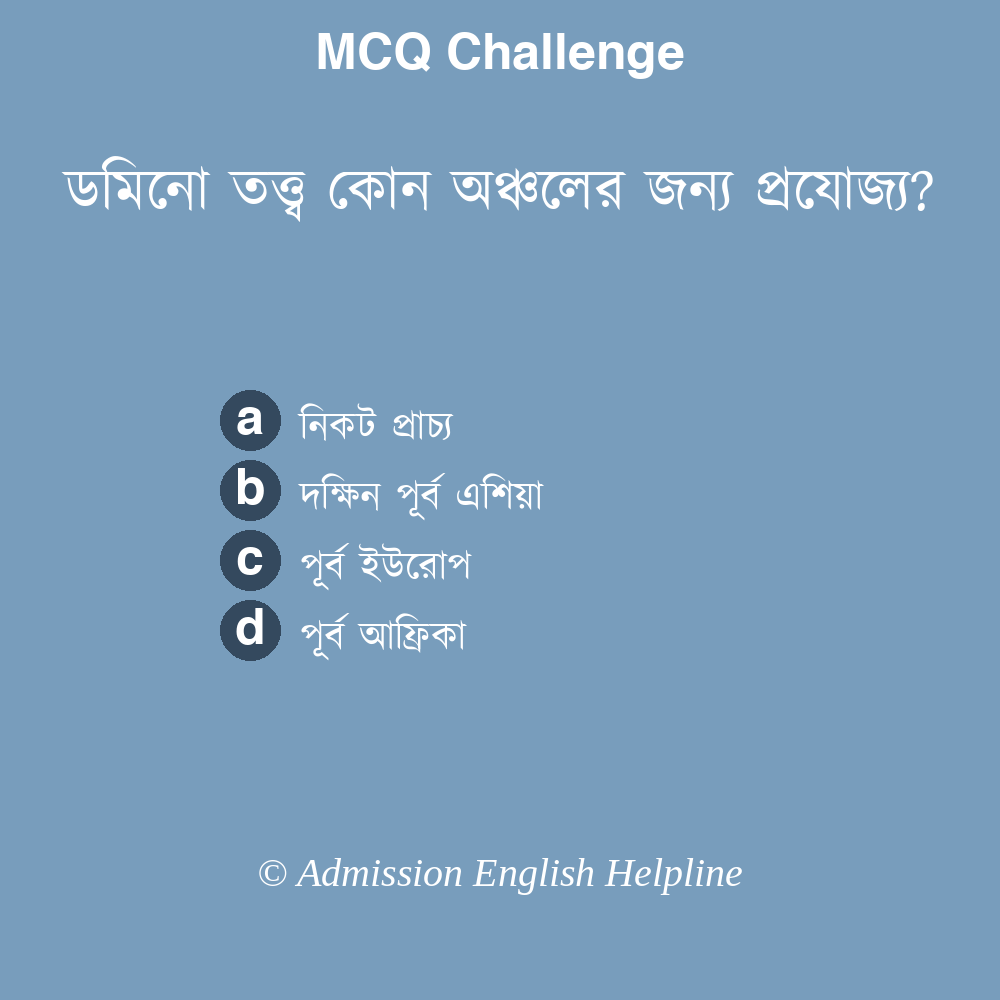 MCQ Challenge
ডমিনো তত্ত্ব কোন অঞ্চলের জন্য প্রযোজ্য?
a নিকট প্রাচ্য
b দক্ষিন পূর্ব এশিয়া
c পূর্ব ইউরোপ
d পূর্ব আফ্রিকা
© Admission English Helpline